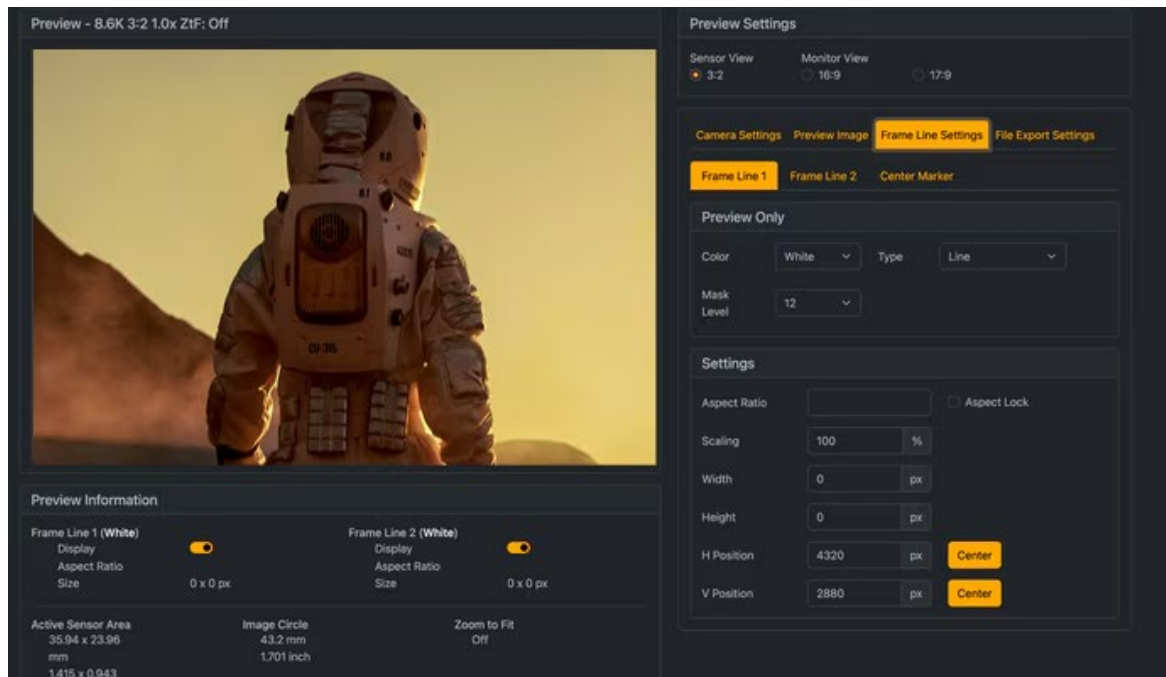 Preview - 8.6K 3:2 1.0x ZtF: Off
8.0
8.1
CU-315
Preview Information
Frame Line 1 (White)
Display
Aspect Ratio
Size 0 x 0 px
Frame Line 2 (White)
Display
Aspect Ratio
Size 0 x 0 px
Active Sensor Area
35.94 x 23.96
mm
1.415 x 0.943
Image Circle
43.2 mm
1.701 inch
Zoom to Fit
Off
Preview Settings
Sensor View Monitor View
3:2 16:9 17:9
Camera Settings Preview Image Frame Line Settings File Export Settings
Frame Line 1 Frame Line 2 Center Marker
Preview Only
Color White Type Line
Mask
Level 12
Settings
Aspect Ratio Aspect Lock
Scaling 100 %
Width 0 px
Height 0 px
H Position 4320 px Center
V Position 2880 px Center